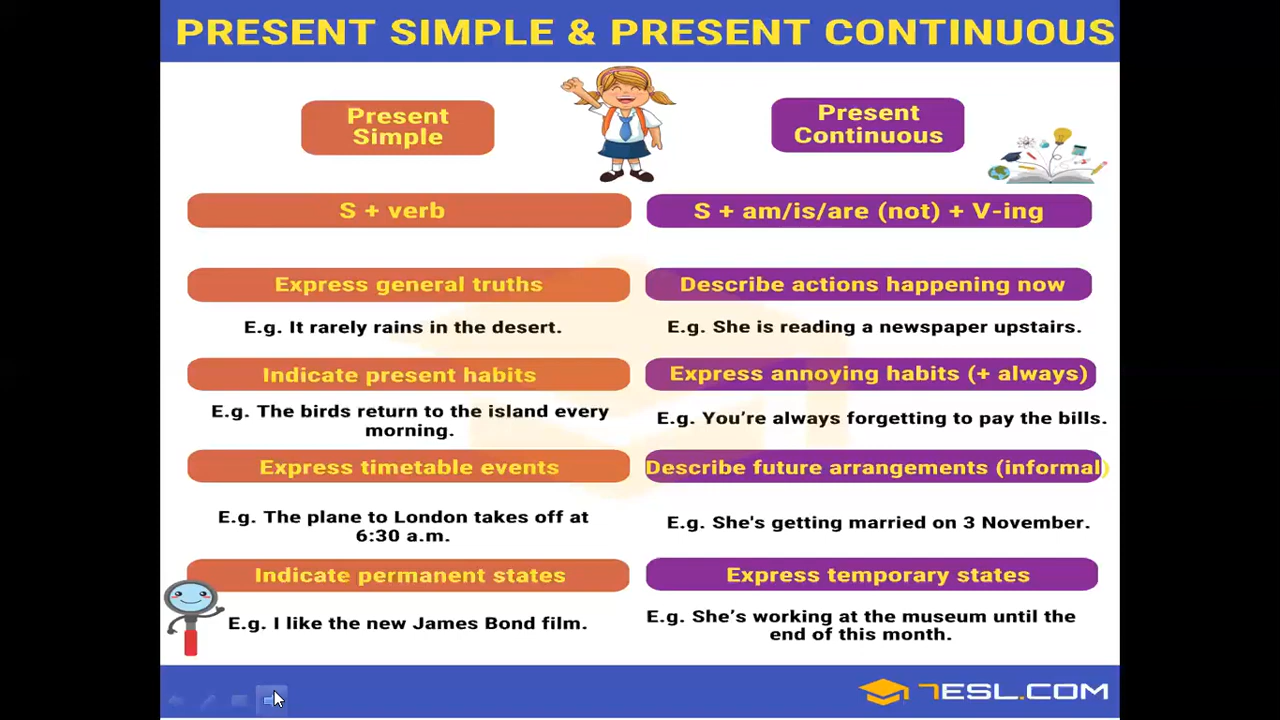 PRESENT SIMPLE & PRESENT CONTINUOUS
Present
Simple
Present
Continuous
S + verb
S + am/is/are (not) + V-ing
Express general truths
Describe actions happening now
E.g. It rarely rains in the desert.
E.g. She is reading a newspaper upstairs.
Indicate present habits
Express annoying habits (+ always)
E.g. The birds return to the island every
morning.
E.g. You’re always forgetting to pay the bills.
Express timetable events
Describe future arrangements (informal)
E.g. The plane to London takes off at
6:30 a.m.
E.g. She's getting married on 3 November.
Indicate permanent states
Express temporary states
E.g. I like the new James Bond film.
E.g. She’s working at the museum until the
end of this month.
7ESL.COM